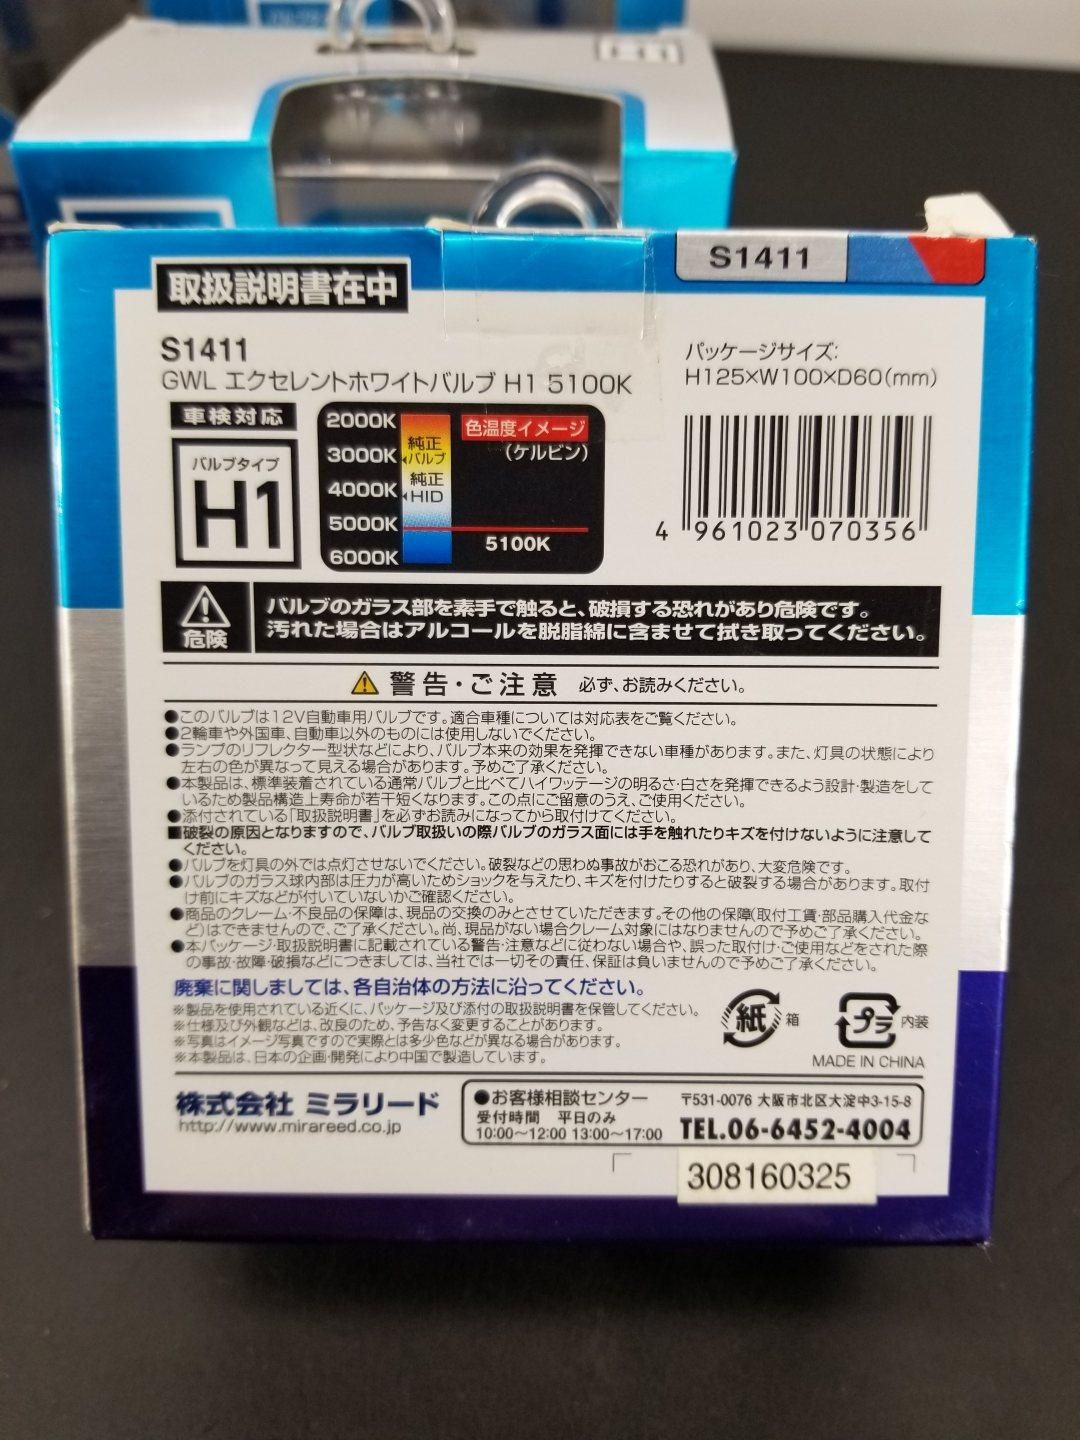 H1
S1411
取扱説明書在中
S1411
GWL エクセレントホワイトバルブ H1 5100K
パッケージサイズ:
H125×W100×D60(mm)
車検対応
バルブタイプ
H1
2000K
3000K
4000K
5000K
6000K
純正
バルブ
純正
HID
色温度イメージ
(ケルビン)
5100K
4 961023 070356
危険
バルブのガラス部を素手で触ると、破損する恐れがあり危険です。
汚れた場合はアルコールを脱脂綿に含ませて拭き取ってください。
警告・ご注意 必ず、お読みください。
●このバルブは12V自動車用バルブです。適合車種については対応表をご覧ください。
●2輪車や外国車、自動車以外のものには使用しないでください。
●ランプのリフレクター型状などにより、バルブ本来の効果を発揮できない車種があります。また、灯具の状態により
左右の色が異なって見える場合があります。予めご了承ください。
●本製品は、標準装着されている通常バルブと比べてハイワッテージの明るさ・白さを発揮できるよう設計・製造をして
いるため製品構造上寿命が若干短くなります。この点にご留意のうえ、ご使用ください。
●添付されている「取扱説明書」を必ずお読みになってから取付けてください。
■破裂の原因となりますので、バルブ取扱いの際バルブのガラス面には手を触れたりキズを付けないように注意して
ください。
●バルブを灯具の外では点灯させないでください。破裂などの思わぬ事故がおこる恐れがあり、大変危険です。
●バルブのガラス球内部は圧力が高いためショックを与えたり、キズを付けたりすると破裂する場合があります。取付
け前にキズなどが付いていないかご確認ください。
●商品のクレーム・不良品の保障は、現品の交換のみとさせていただきます。その他の保障(取付工賃・部品購入代金な
ど)はできませんので、ご了承ください。尚、現品がない場合クレーム対象にはなりませんので予めご了承ください。
●本パッケージ・取扱説明書に記載されている警告・注意などに従わない場合や、誤った取付け・ご使用などをされた際
の事故・故障・破損などにつきましては、当社では一切その責任、保証は負いませんので予めご了承ください。
廃棄に関しましては、各自治体の方法に沿ってください。
※製品を使用されている近くに、パッケージ及び添付の取扱説明書を保管してください。
※仕様及び外観などは、改良のため、予告なく変更することがあります。
※写真はイメージ写真ですので実際とは多少色などが異なる場合があります。
※本製品は、日本の企画・開発により中国で製造しています。
紙 箱
プラ 内装
MADE IN CHINA
株式会社 ミラリード
http://www.mirareed.co.jp
●お客様相談センター
受付時間 平日のみ
10:00〜12:00 13:00〜17:00
〒531-0076 大阪市北区大淀中3-15-8
TEL.06-6452-4004
308160325